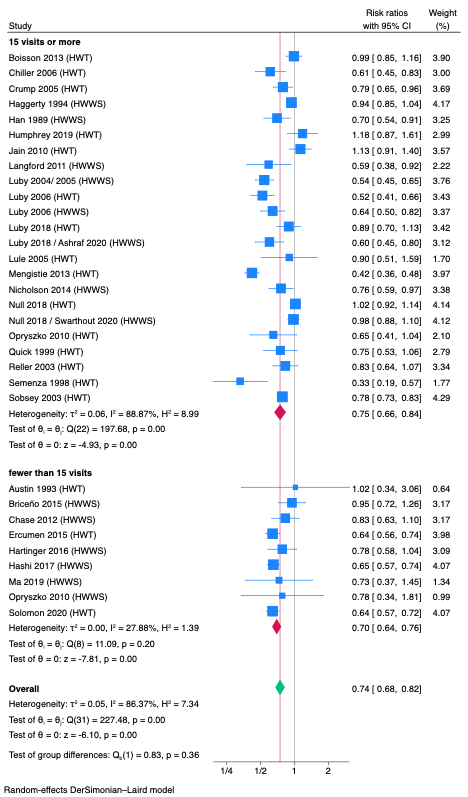 Risk ratios Weight
Study with 95% CI (%)
15 visits or more
Boisson 2013 (HWT) 0.99 [ 0.85, 1.16] 3.90
Chiller 2006 (HWT) 0.61 [ 0.45, 0.83] 3.00
Crump 2005 (HWT) 0.79 [ 0.65, 0.96] 3.69
Haggerty 1994 (HWWS) 0.94 [ 0.85, 1.04] 4.17
Han 1989 (HWWS) 0.70 [ 0.54, 0.91] 3.25
Humphrey 2019 (HWT) 1.18 [ 0.87, 1.61] 2.99
Jain 2010 (HWT) 1.13 [ 0.91, 1.40] 3.57
Langford 2011 (HWWS) 0.59 [ 0.38, 0.92] 2.22
Luby 2004/ 2005 (HWWS) 0.54 [ 0.45, 0.65] 3.76
Luby 2006 (HWT) 0.52 [ 0.41, 0.66] 3.43
Luby 2006 (HWWS) 0.64 [ 0.50, 0.82] 3.37
Luby 2018 (HWT) 0.89 [ 0.70, 1.13] 3.42
Luby 2018 / Ashraf 2020 (HWWS) 0.60 [ 0.45, 0.80] 3.12
Lule 2005 (HWT) 0.90 [ 0.51, 1.59] 1.70
Mengistie 2013 (HWT) 0.42 [ 0.36, 0.48] 3.97
Nicholson 2014 (HWWS) 0.76 [ 0.59, 0.97] 3.38
Null 2018 (HWT) 1.02 [ 0.92, 1.14] 4.14
Null 2018 / Swarthout 2020 (HWWS) 0.98 [ 0.88, 1.10] 4.12
Opryszko 2010 (HWT) 0.65 [ 0.41, 1.04] 2.10
Quick 1999 (HWT) 0.75 [ 0.53, 1.06] 2.79
Reller 2003 (HWT) 0.83 [ 0.64, 1.07] 3.34
Semenza 1998 (HWT) 0.33 [ 0.19, 0.57] 1.77
Sobsey 2003 (HWT) 0.78 [ 0.73, 0.83] 4.29
Heterogeneity: τ² = 0.06, I² = 88.87%, H² = 8.99 0.75 [ 0.66, 0.84]
Test of θᵢ = θⱼ: Q(22) = 197.68, p = 0.00
Test of θ = 0: z = -4.93, p = 0.00
fewer than 15 visits
Austin 1993 (HWT) 1.02 [ 0.34, 3.06] 0.64
Briceño 2015 (HWWS) 0.95 [ 0.72, 1.26] 3.17
Chase 2012 (HWWS) 0.83 [ 0.63, 1.10] 3.17
Ercumen 2015 (HWT) 0.64 [ 0.56, 0.74] 3.98
Hartinger 2016 (HWWS) 0.78 [ 0.58, 1.04] 3.09
Hashi 2017 (HWWS) 0.65 [ 0.57, 0.74] 4.07
Ma 2019 (HWWS) 0.73 [ 0.37, 1.45] 1.34
Opryszko 2010 (HWWS) 0.78 [ 0.34, 1.81] 0.99
Solomon 2020 (HWT) 0.64 [ 0.57, 0.72] 4.07
Heterogeneity: τ² = 0.00, I² = 27.88%, H² = 1.39 0.70 [ 0.64, 0.76]
Test of θᵢ = θⱼ: Q(8) = 11.09, p = 0.20
Test of θ = 0: z = -7.81, p = 0.00
Overall 0.74 [ 0.68, 0.82]
Heterogeneity: τ² = 0.05, I² = 86.37%, H² = 7.34
Test of θᵢ = θⱼ: Q(31) = 227.48, p = 0.00
Test of θ = 0: z = -6.10, p = 0.00
Test of group differences: Q_b(1) = 0.83, p = 0.36
1/4 1/2 1 2
Random-effects DerSimonian–Laird model